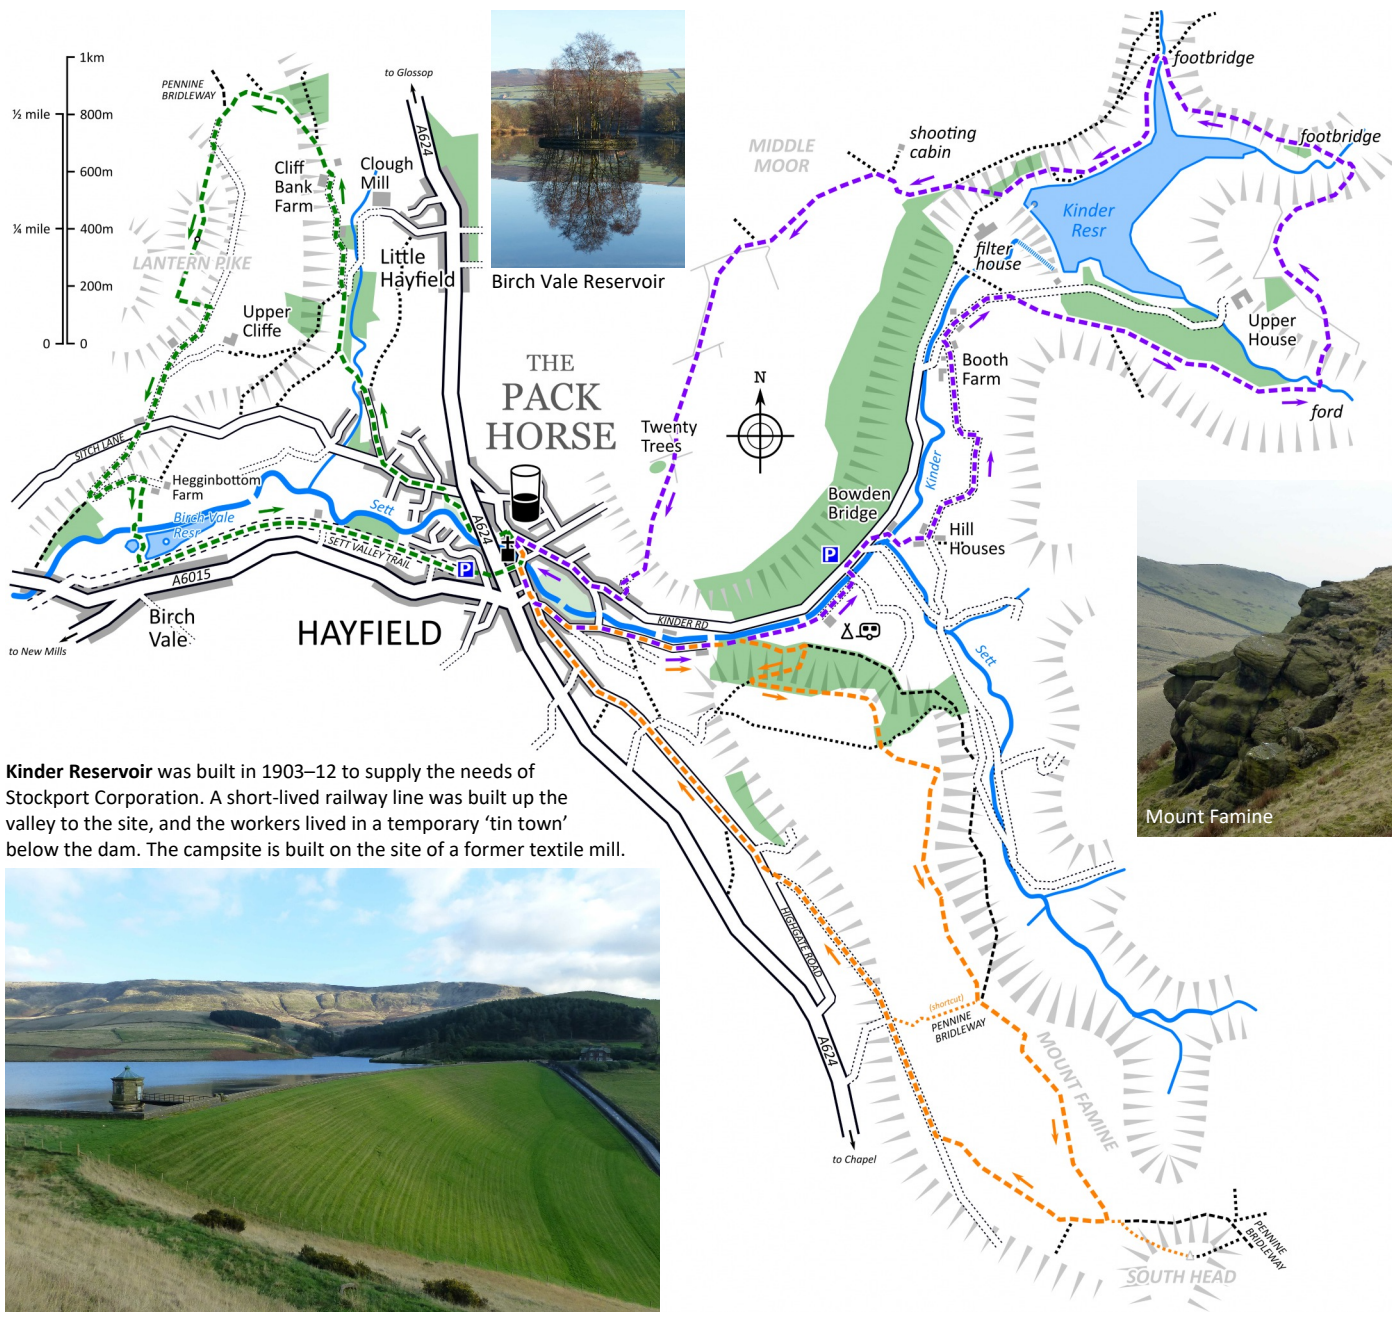 1km
½ mile
800m
600m
¼ mile
400m
200m
0
0
PENNINE
BRIDLEWAY
to Glossop
A624
Cliff
Bank
Farm
Clough
Mill
Little
Hayfield
LANTERN PIKE
Upper
Cliffe
Birch Vale Reservoir
MIDDLE
MOOR
shooting
cabin
footbridge
footbridge
Kinder
Resr
filter
house
Upper
House
Booth
Farm
ford
THE
PACK
HORSE
N
Twenty
Trees
SITCH LANE
Hegginbottom
Farm
Birch Vale
Resr
Sett
A624
SETT VALLEY TRAIL
P
A6015
Birch
Vale
to New Mills
HAYFIELD
Bowden
Bridge
Kinder
Hill
Houses
P
KINDER RD
Sett
Mount Famine
Kinder Reservoir was built in 1903–12 to supply the needs of
Stockport Corporation. A short-lived railway line was built up the
valley to the site, and the workers lived in a temporary ‘tin town’
below the dam. The campsite is built on the site of a former textile mill.
HIGHGATE ROAD
(shortcut)
PENNINE
BRIDLEWAY
A624
MOUNT FAMINE
to Chapel
PENNINE
BRIDLEWAY
SOUTH HEAD